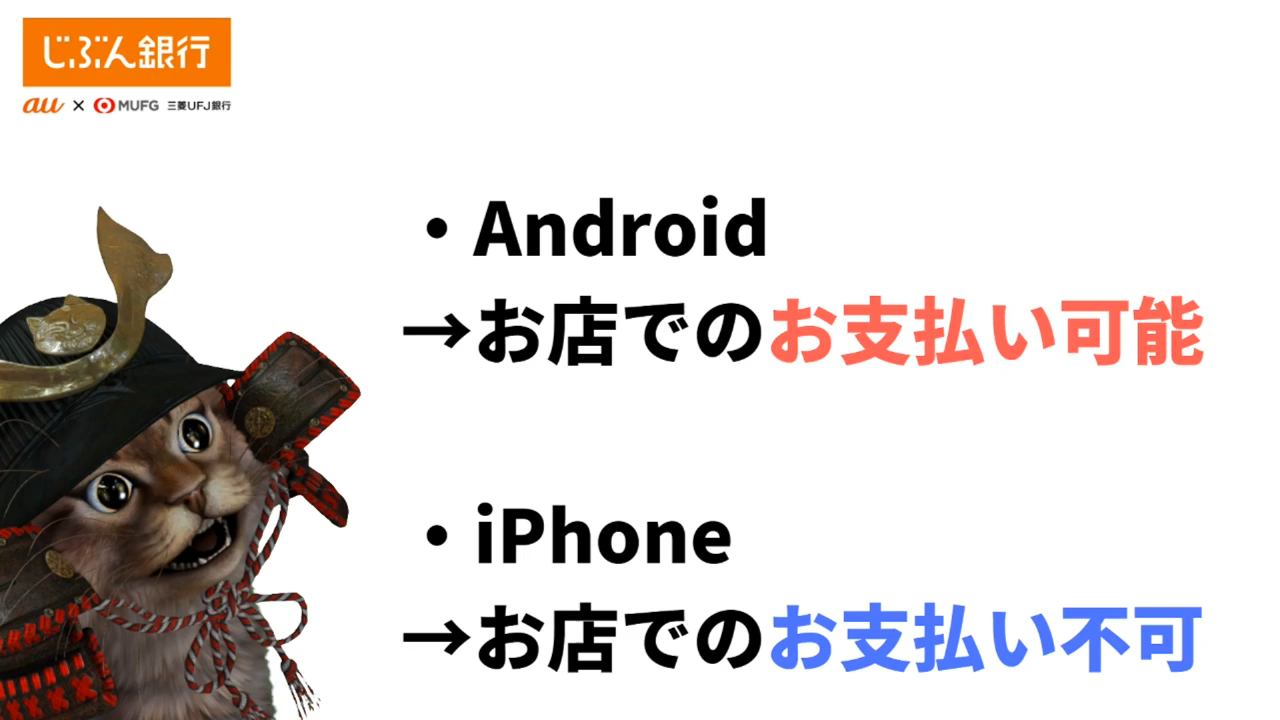 じぶん銀行
au × MUFG 三菱UFJ銀行
・Android
→お店でのお支払い可能
・iPhone
→お店でのお支払い不可